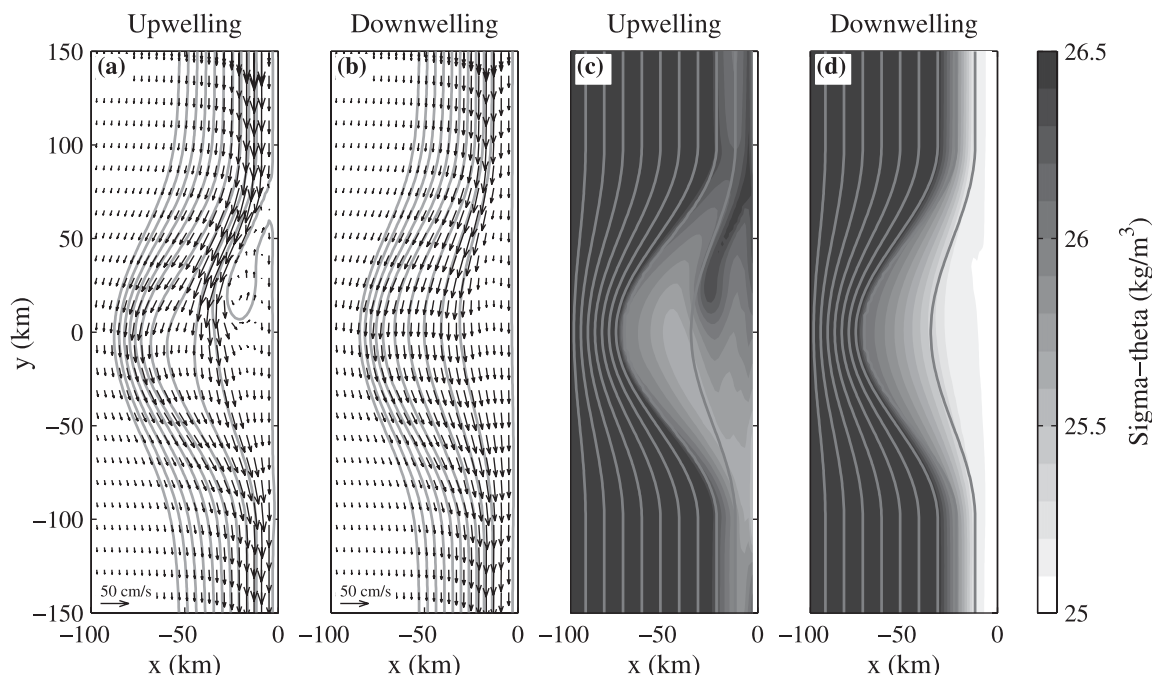 Upwelling Downwelling Upwelling Downwelling
(a) (b) (c) (d)
150 100 50 0 −50 −100 −150
y (km)
50 cm/s 50 cm/s
−100 −50 0 −100 −50 0 −100 −50 0 −100 −50 0
x (km) x (km) x (km) x (km)
26.5
26
25.5
25
Sigma−theta (kg/m³)